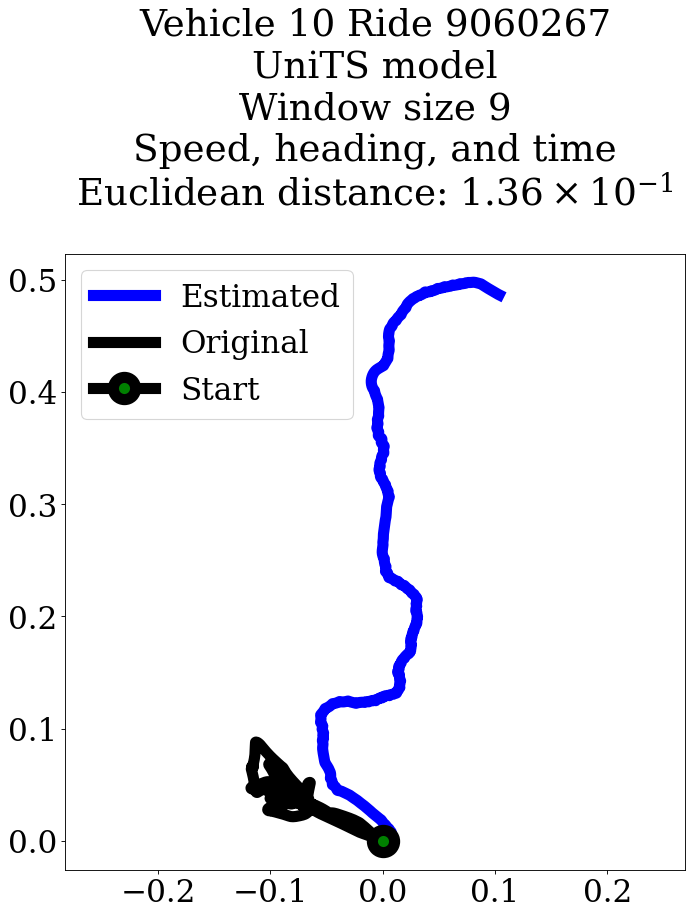 Vehicle 10 Ride 9060267
UniTS model
Window size 9
Speed, heading, and time
Euclidean distance: 1.36 × 10⁻¹
Estimated
Original
Start
0.5
0.4
0.3
0.2
0.1
0.0
−0.2 −0.1 0.0 0.1 0.2